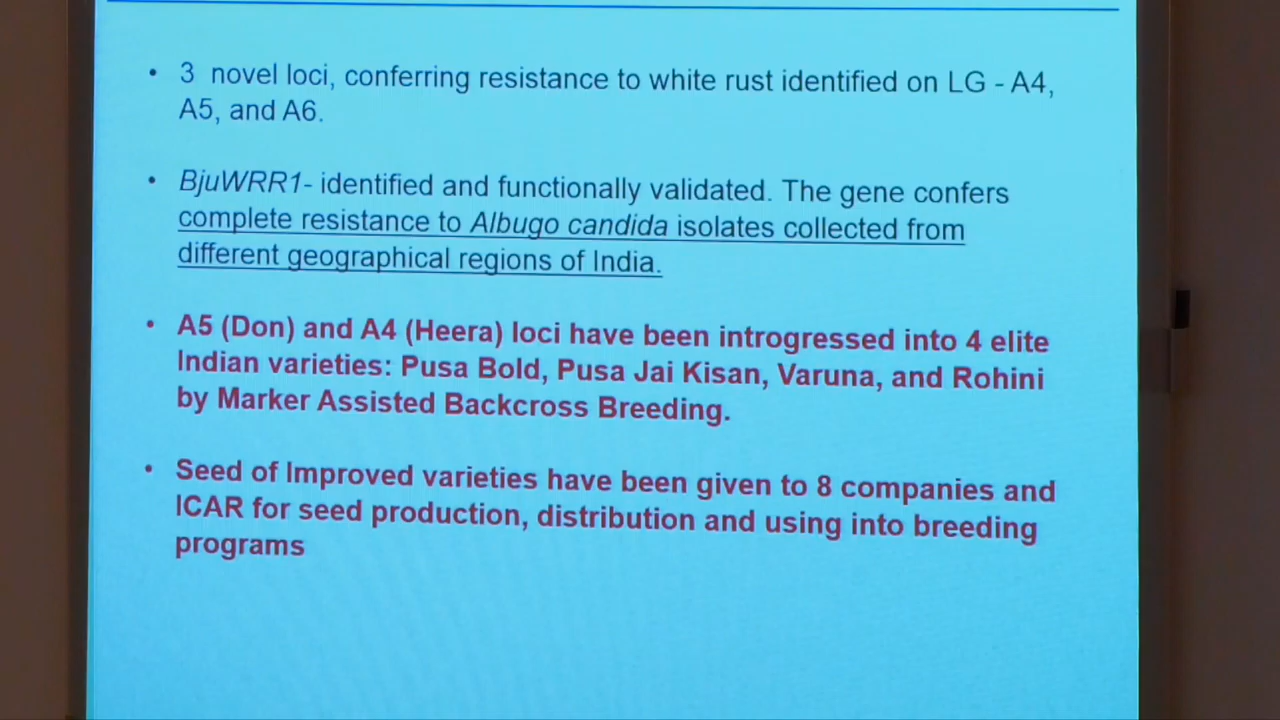 • 3 novel loci, conferring resistance to white rust identified on LG - A4,
A5, and A6.
• BjuWRR1- identified and functionally validated. The gene confers
complete resistance to Albugo candida isolates collected from
different geographical regions of India.
• A5 (Don) and A4 (Heera) loci have been introgressed into 4 elite
Indian varieties: Pusa Bold, Pusa Jai Kisan, Varuna, and Rohini
by Marker Assisted Backcross Breeding.
• Seed of Improved varieties have been given to 8 companies and
ICAR for seed production, distribution and using into breeding
programs